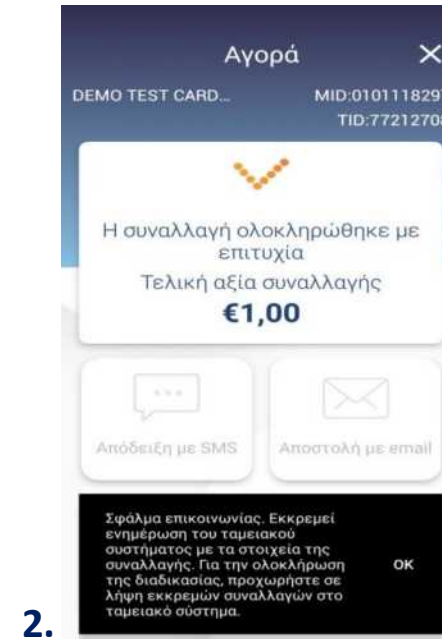 Αγορά ✕
DEMO TEST CARD... MID:010111829
TID:7721270
Η συναλλαγή ολοκληρώθηκε με
επιτυχία
Τελική αξία συναλλαγής
€1,00
Απόδειξη με SMS Αποστολή με email
Σφάλμα επικοινωνίας. Εκκρεμεί
ενημέρωση του ταμειακού
συστήματος με τα στοιχεία της
συναλλαγής. Για την ολοκλήρωση
της διαδικασίας, προχωρήστε σε
λήψη εκκρεμών συναλλαγών στο
ταμειακό σύστημα.
OK
2.